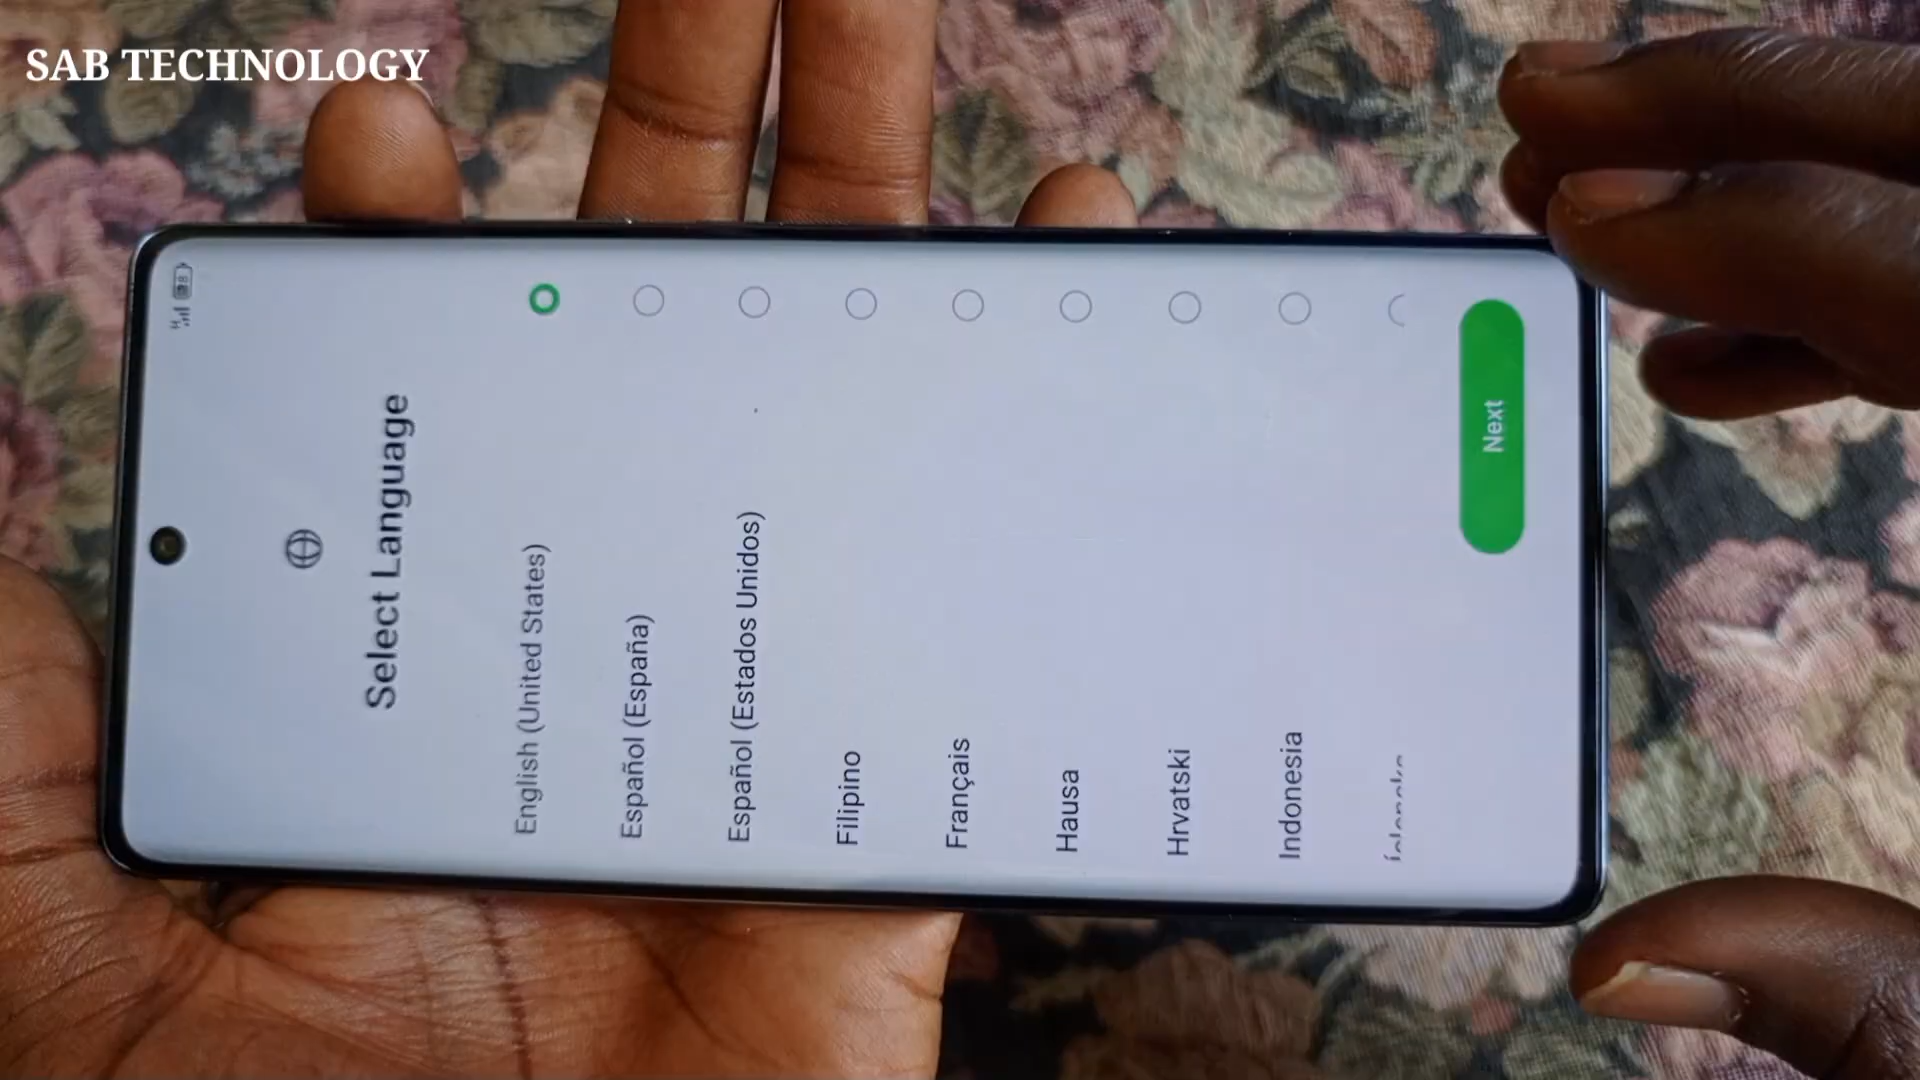 SAB TECHNOLOGY
Select Language
English (United States)
Español (España)
Español (Estados Unidos)
Filipino
Français
Hausa
Hrvatski
Indonesia
Next